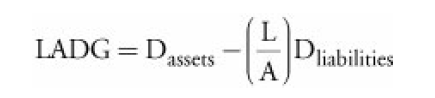 LADG = D_assets − (L/A) D_liabilities